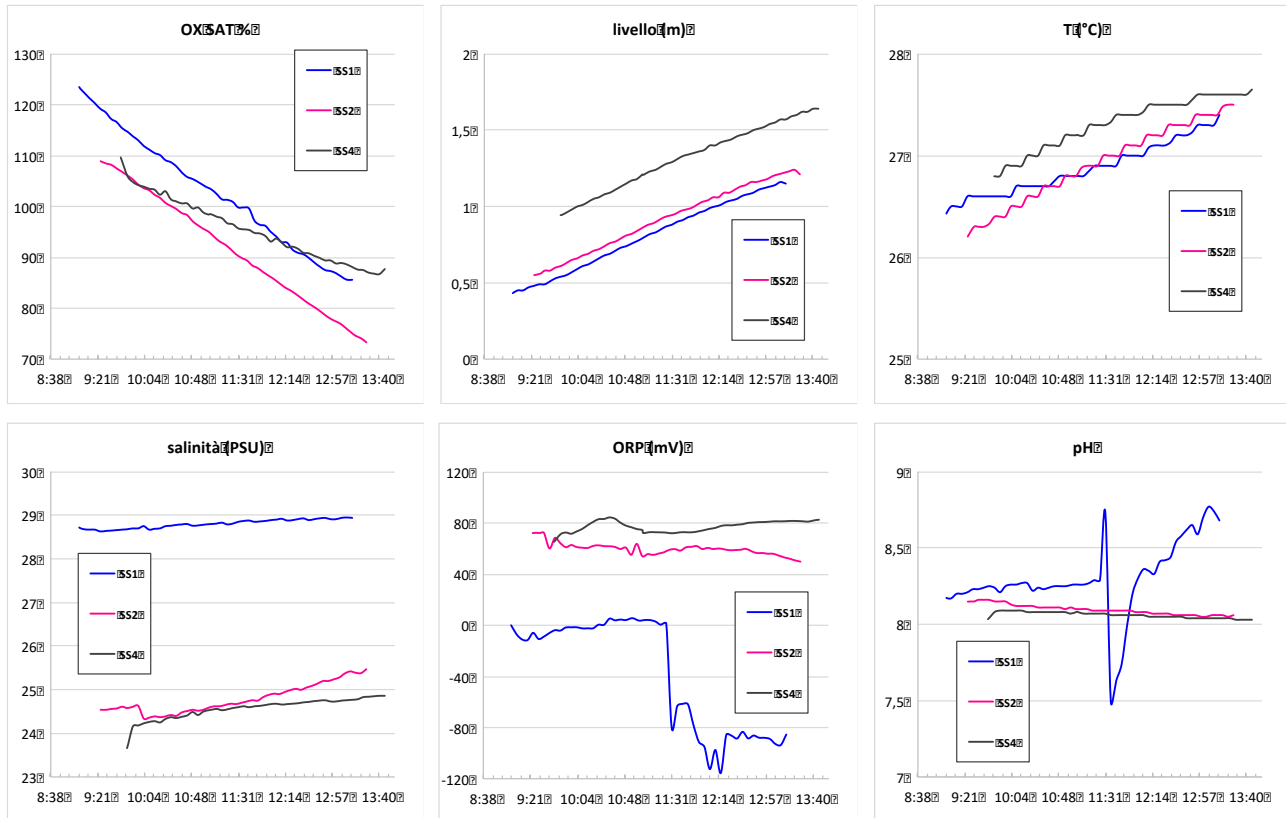 OX SAT %
130
120
110
100
90
80
70
8:38 9:21 10:04 10:48 11:31 12:14 12:57 13:40
SS1
SS2
SS4
livello (m)
2
1,5
1
0,5
0
8:38 9:21 10:04 10:48 11:31 12:14 12:57 13:40
SS1
SS2
SS4
T (°C)
28
27
26
25
8:38 9:21 10:04 10:48 11:31 12:14 12:57 13:40
SS1
SS2
SS4
salinità (PSU)
30
29
28
27
26
25
24
23
8:38 9:21 10:04 10:48 11:31 12:14 12:57 13:40
SS1
SS2
SS4
ORP (mV)
120
80
40
0
-40
-80
-120
8:38 9:21 10:04 10:48 11:31 12:14 12:57 13:40
SS1
SS2
SS4
pH
9
8,5
8
7,5
7
8:38 9:21 10:04 10:48 11:31 12:14 12:57 13:40
SS1
SS2
SS4